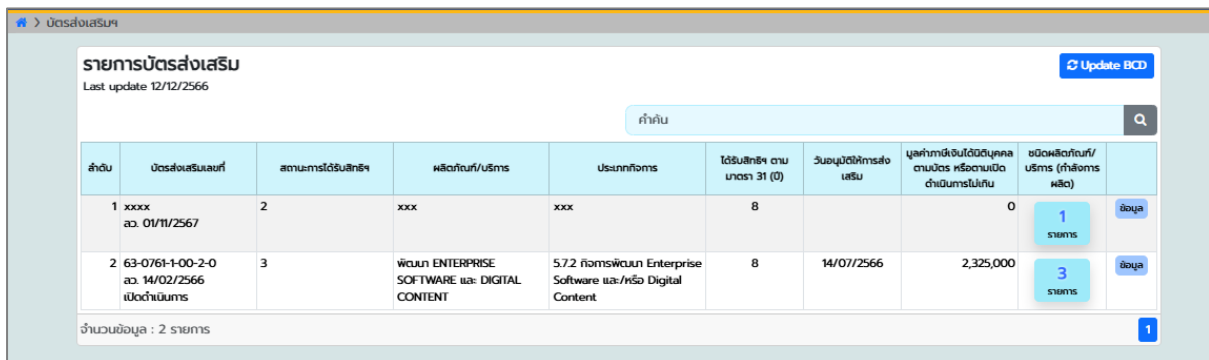 บัตรส่งเสริมฯ
รายการบัตรส่งเสริม
Update BCD
Last update 12/12/2566
คำค้น
ลำดับ
บัตรส่งเสริมเลขที่
สถานะการได้รับสิทธิฯ
ผลิตภัณฑ์/บริการ
ประเภทกิจการ
ได้รับสิทธิฯ ตาม
มาตรา 31 (ปี)
วันอนุมัติให้การส่ง
เสริม
มูลค่าภาษีเงินได้นิติบุคคล
ตามบัตร หรือตามเปิด
ดำเนินการไม่เกิน
ชนิดผลิตภัณฑ์/
บริการ (กำลังการ
ผลิต)
1
xxxx
ลว. 01/11/2567
2
xxx
xxx
8
0
1
รายการ
ข้อมูล
2
63-0761-1-00-2-0
ลว. 14/02/2566
เปิดดำเนินการ
3
พัฒนา ENTERPRISE
SOFTWARE และ DIGITAL
CONTENT
5.7.2 กิจการพัฒนา Enterprise
Software และ/หรือ Digital
Content
8
14/07/2566
2,325,000
3
รายการ
ข้อมูล
จำนวนข้อมูล : 2 รายการ
1